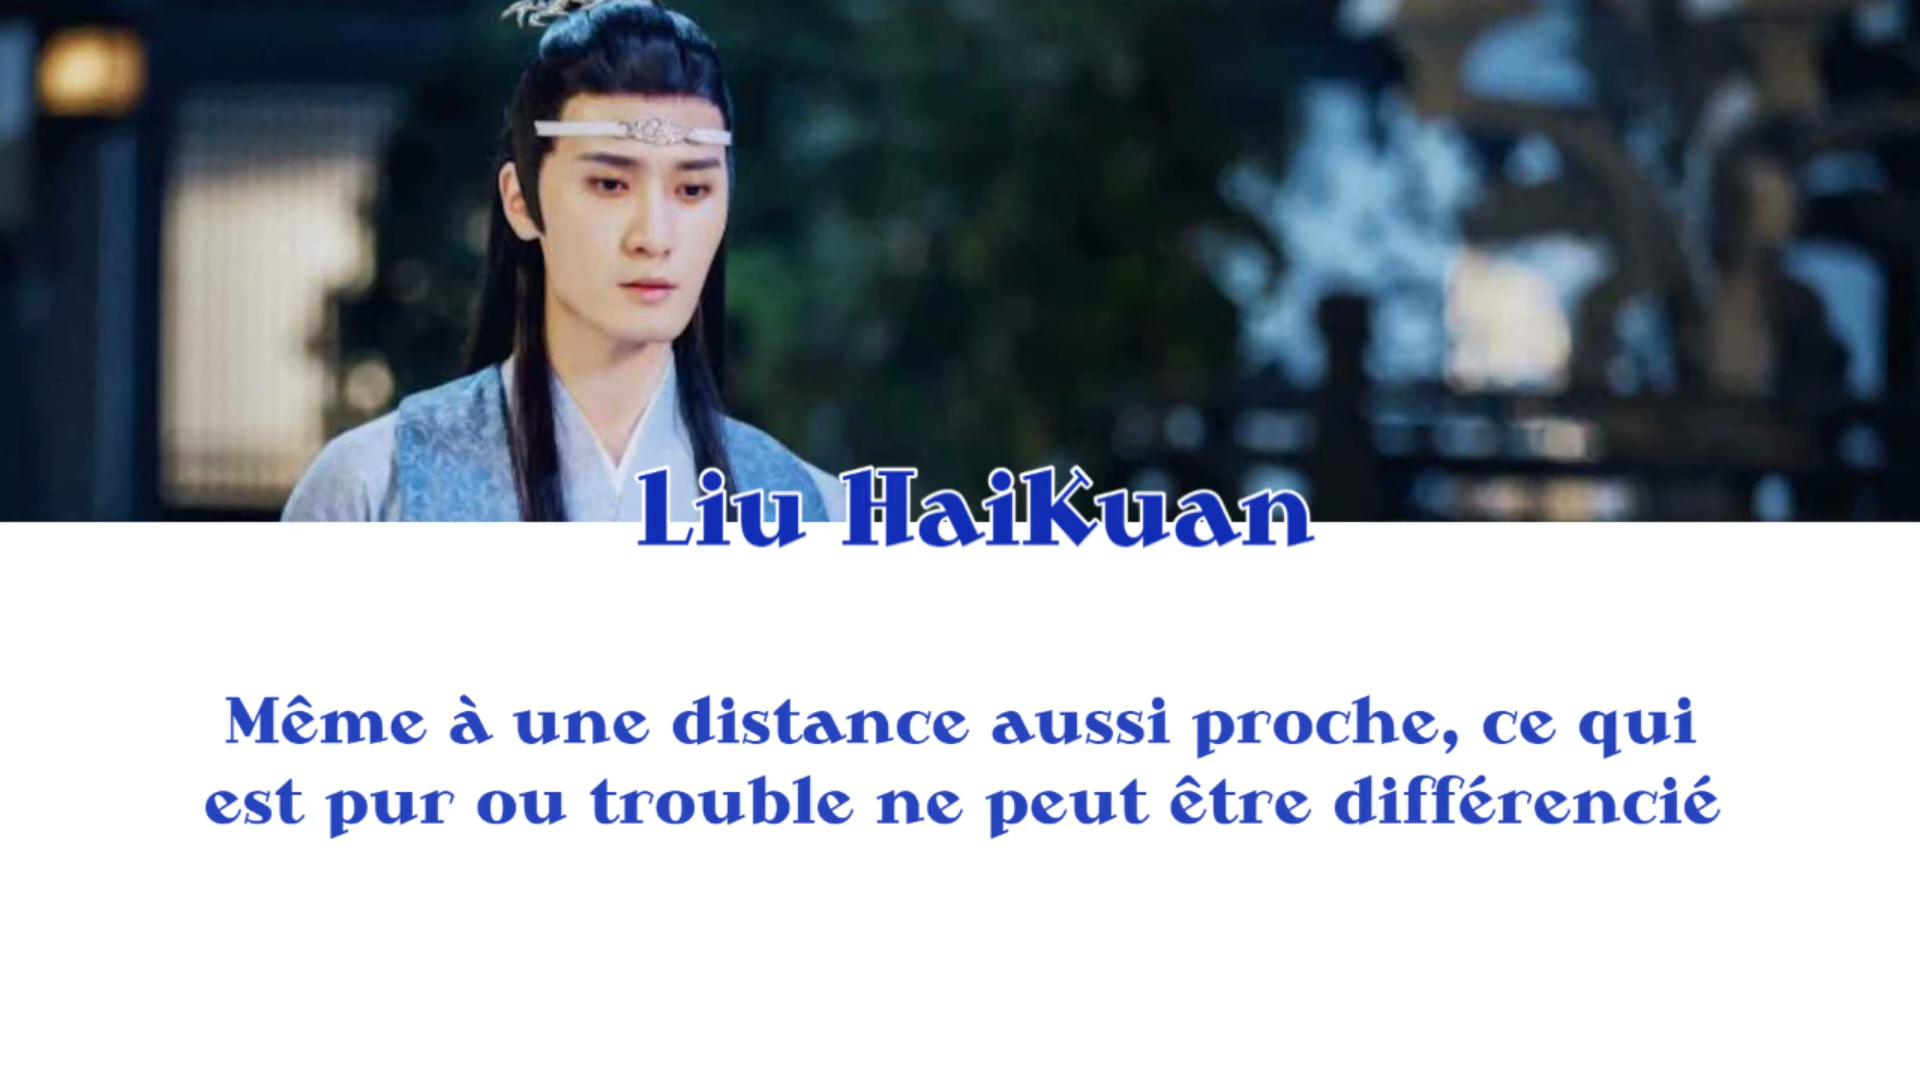 Liu HaiKuan
Même à une distance aussi proche, ce qui
est pur ou trouble ne peut être différencié